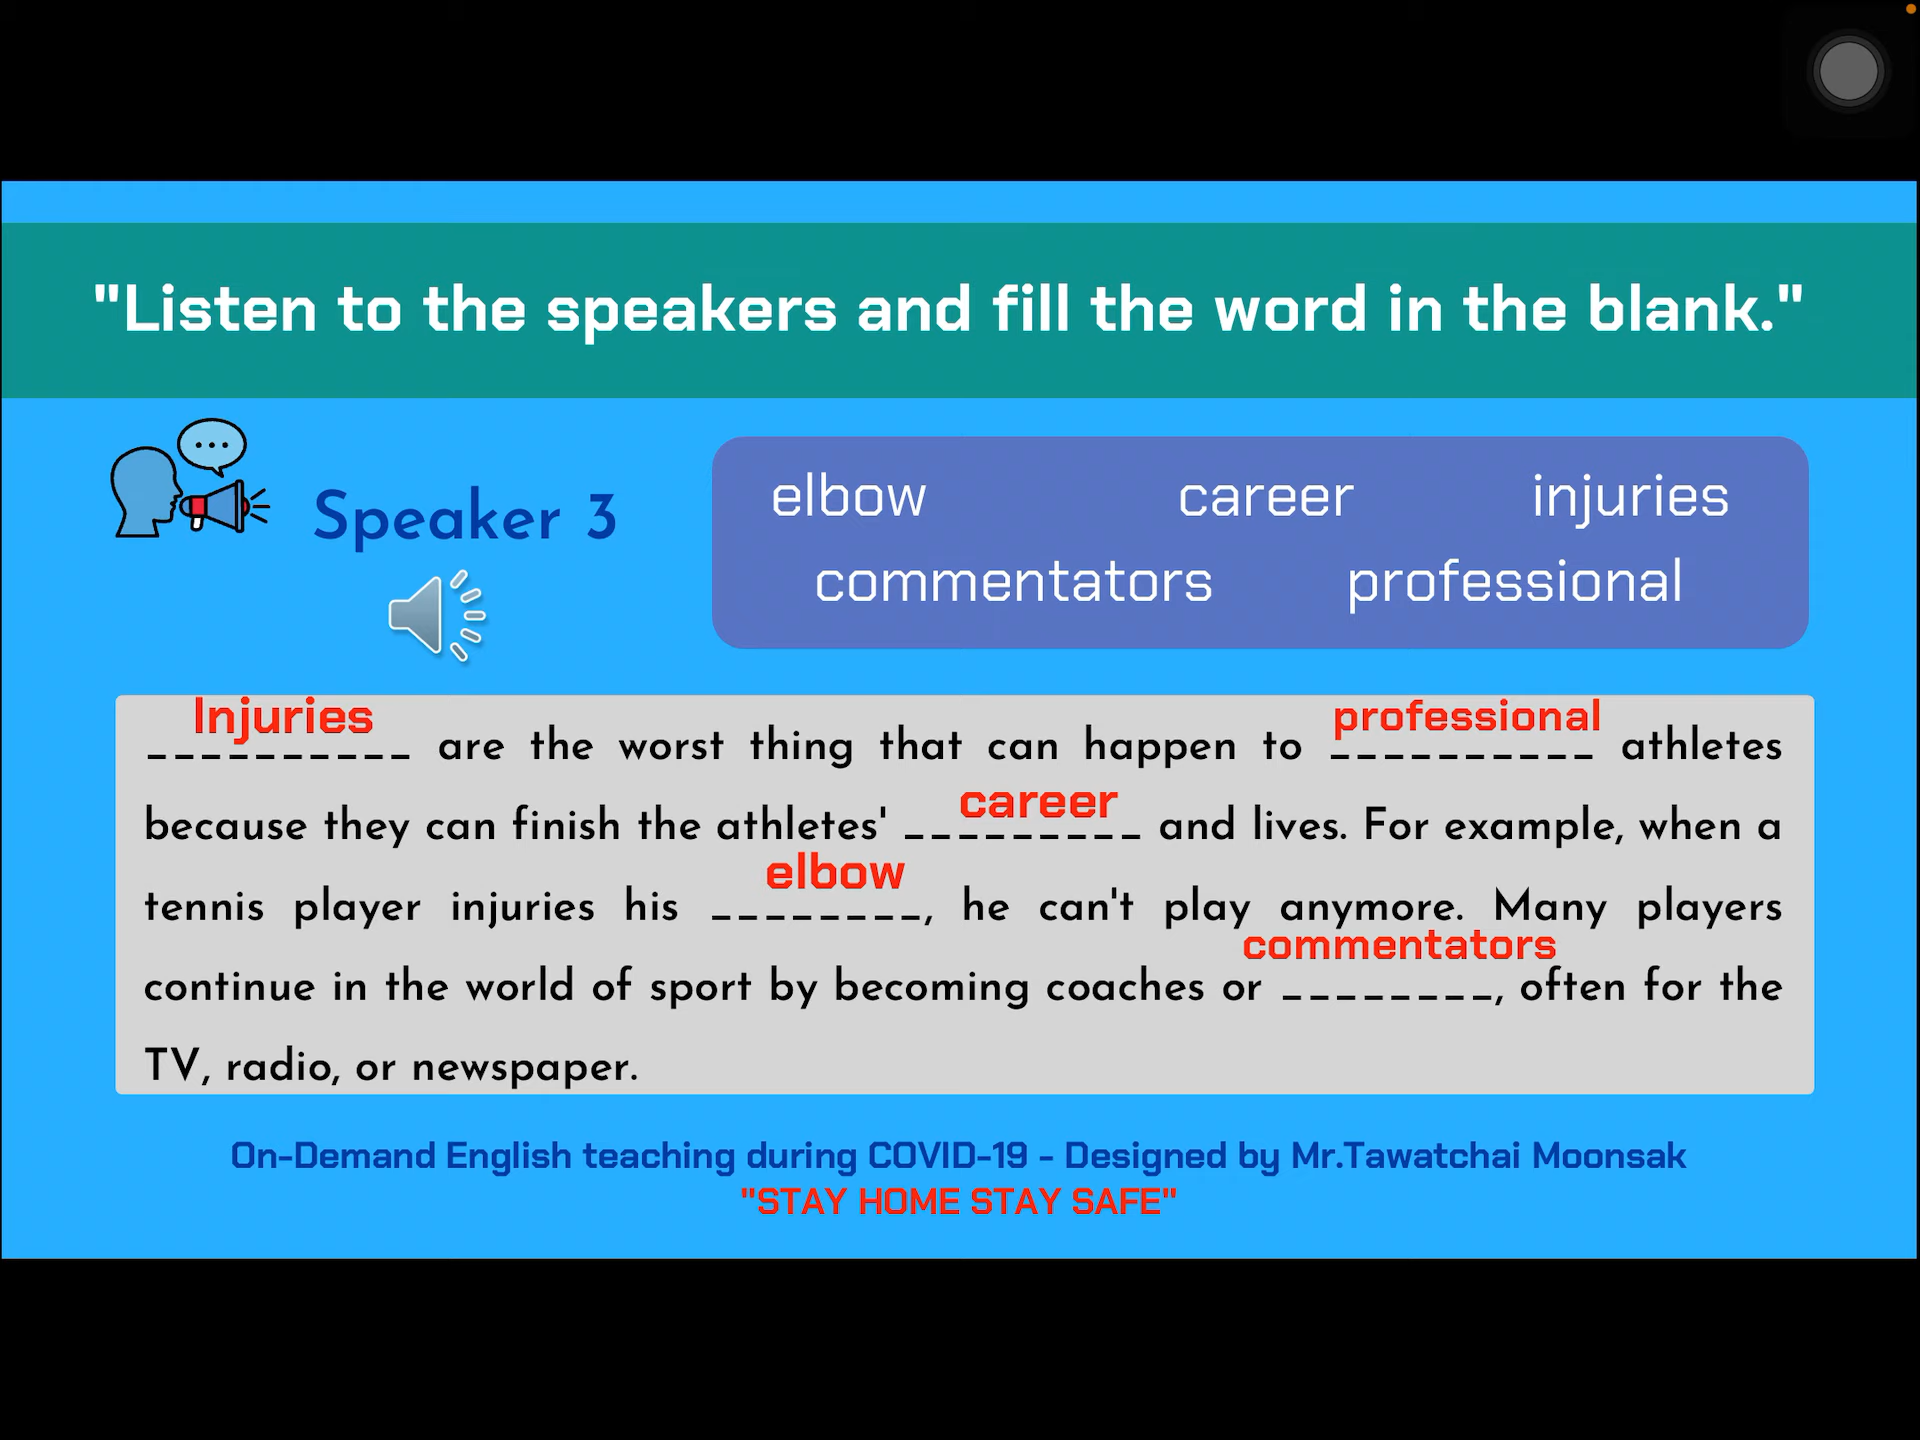 "Listen to the speakers and fill the word in the blank."
Speaker 3
elbow career injuries
commentators professional
Injuries professional
__________ are the worst thing that can happen to __________ athletes
career
because they can finish the athletes' _________ and lives. For example, when a
elbow
tennis player injuries his ________, he can't play anymore. Many players
commentators
continue in the world of sport by becoming coaches or ________, often for the
TV, radio, or newspaper.
On-Demand English teaching during COVID-19 - Designed by Mr.Tawatchai Moonsak
"STAY HOME STAY SAFE"